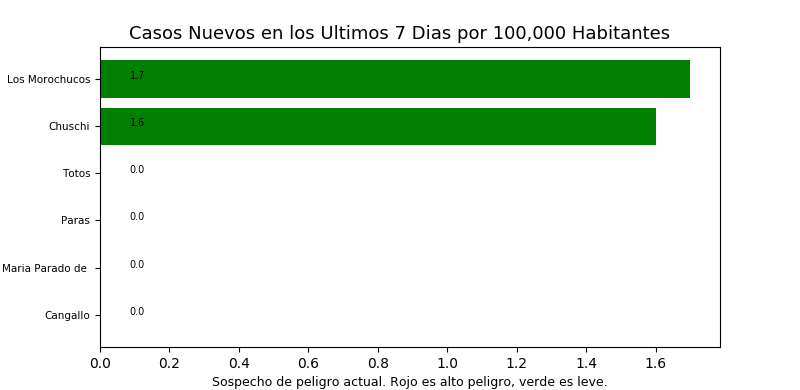 Casos Nuevos en los Ultimos 7 Dias por 100,000 Habitantes
Los Morochucos 1.7
Chuschi 1.6
Totos 0.0
Paras 0.0
Maria Parado de 0.0
Cangallo 0.0
0.0 0.2 0.4 0.6 0.8 1.0 1.2 1.4 1.6
Sospecho de peligro actual. Rojo es alto peligro, verde es leve.